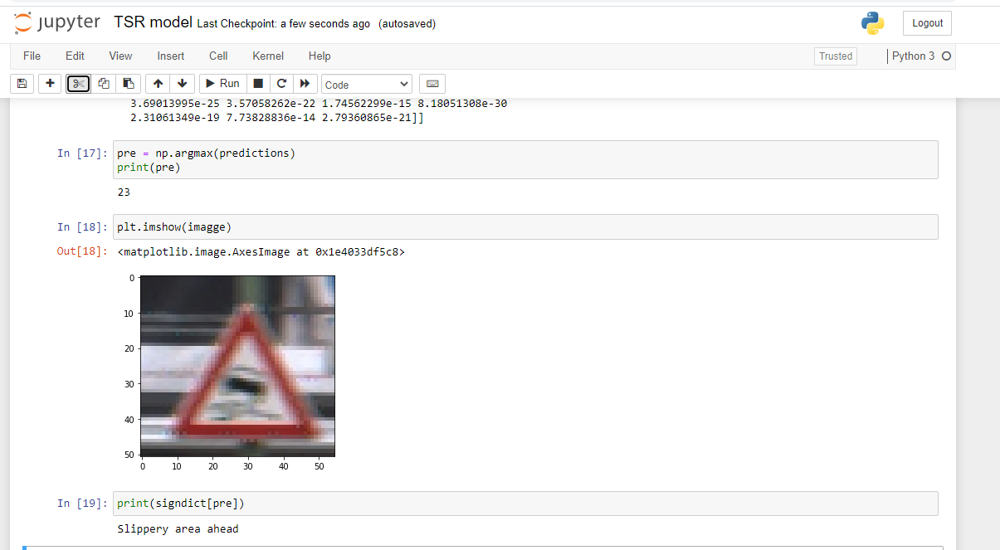 jupyter TSR model Last Checkpoint: a few seconds ago (autosaved)
Logout
File Edit View Insert Cell Kernel Help
Trusted
Python 3
Run
Code
3.69013995e-25 3.57058262e-22 1.74562299e-15 8.18051308e-30
2.31061349e-19 7.73828836e-14 2.79360865e-21]]
In [17]: pre = np.argmax(predictions)
print(pre)
23
In [18]: plt.imshow(imagge)
Out[18]: <matplotlib.image.AxesImage at 0x1e4033df5c8>
0
10
20
30
40
50
0 10 20 30 40 50
In [19]: print(signdict[pre])
Slippery area ahead